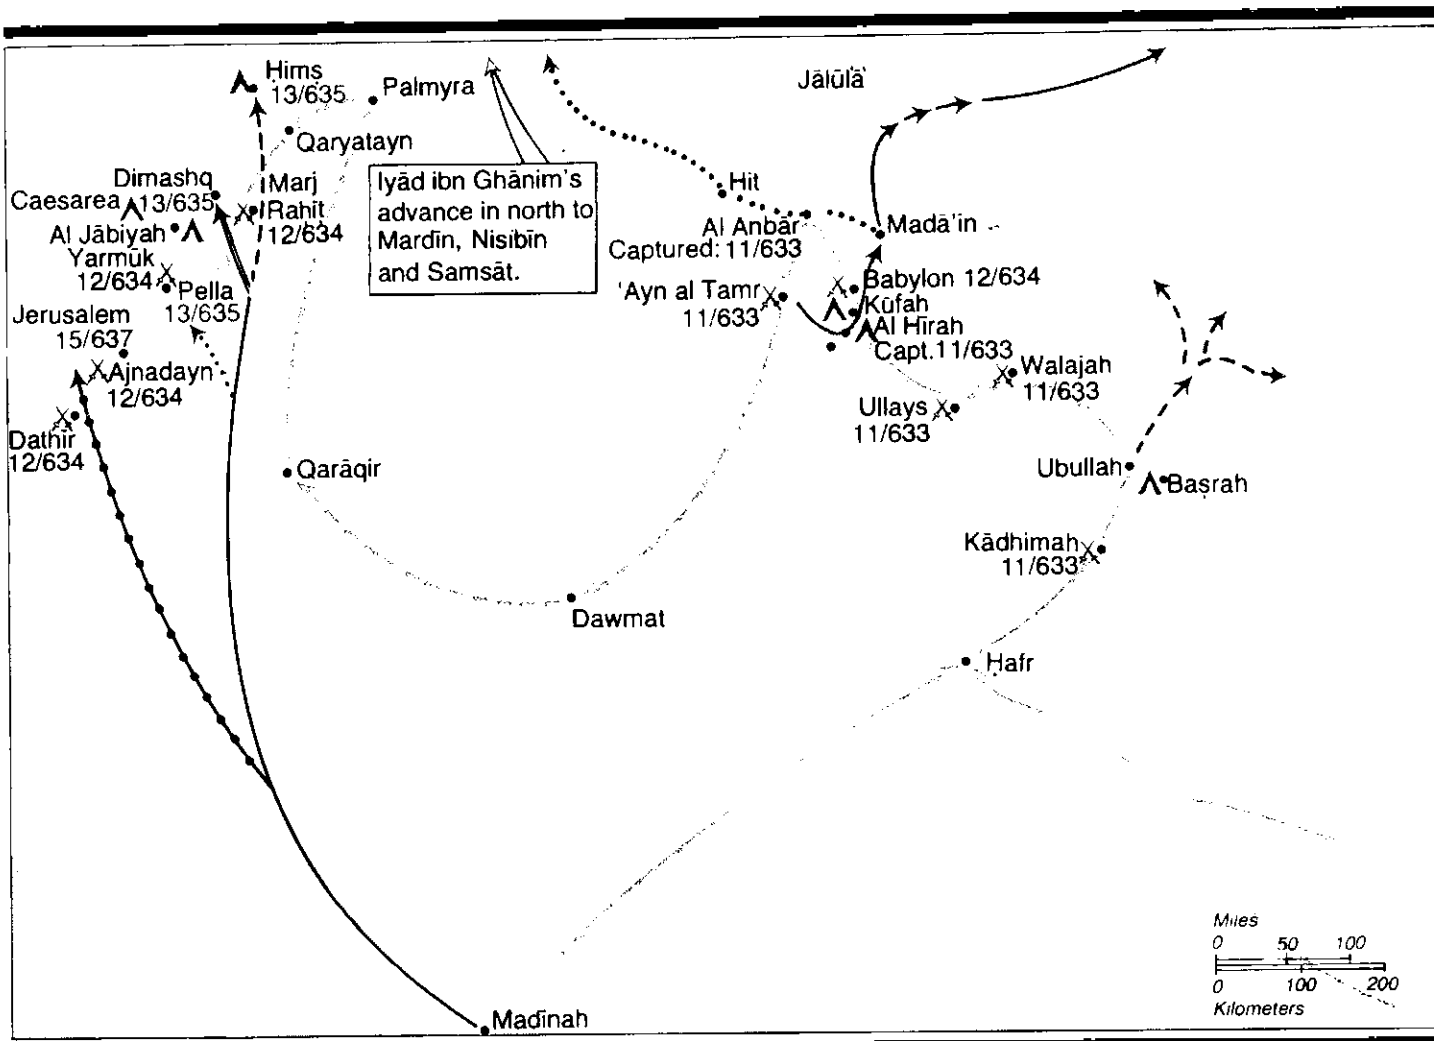 Ḥimṣ
13/635
Palmyra
Qaryatayn
Jālūlā'
Dimashq
13/635
Caesarea
Marj
Rahiṭ
12/634
Al Jābiyah
Yarmūk
12/634
Pella
13/635
Jerusalem
15/637
Ajnadayn
12/634
Dathīr
12/634
Iyād ibn Ghānim's
advance in north to
Mardīn, Nisibīn
and Samsāt.
Hit
Al Anbār
Captured: 11/633
Madā'in
'Ayn al Tamr
11/633
Babylon 12/634
Kūfah
Al Hīrah
Capt.11/633
Walajah
11/633
Ullays
11/633
Ubullah
Baṣrah
Qarāqir
Kādhimah
11/633
Dawmat
Hafr
Madīnah
Miles
0 50 100
0 100 200
Kilometers